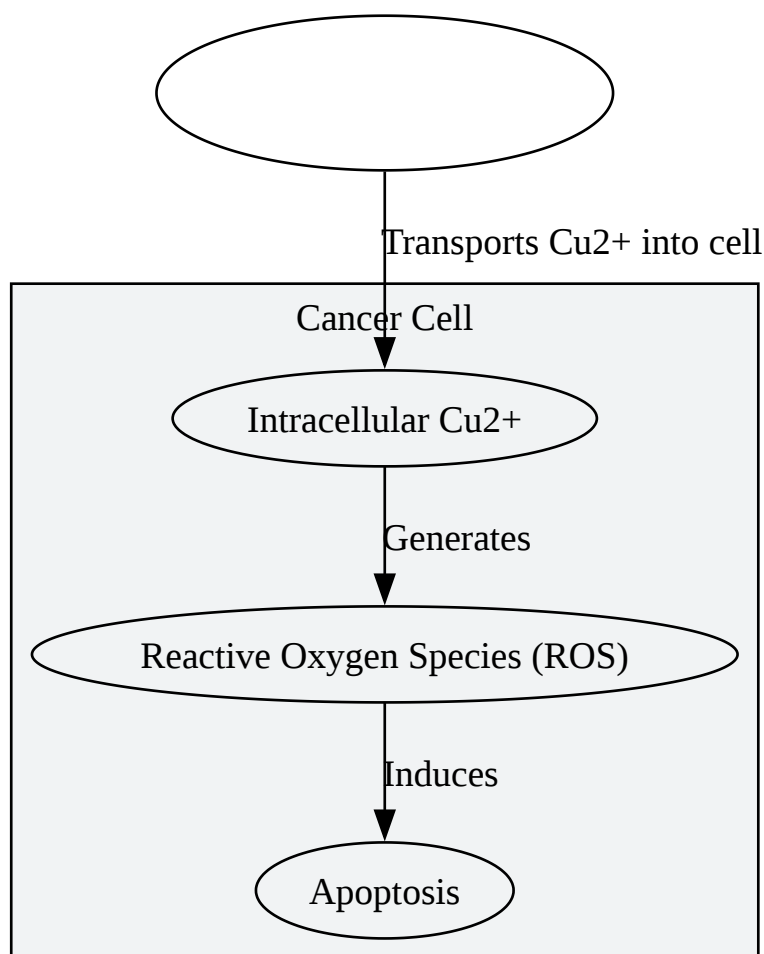 Transports Cu2+ into cell
Cancer Cell
Intracellular Cu2+
Generates
Reactive Oxygen Species (ROS)
Induces
Apoptosis